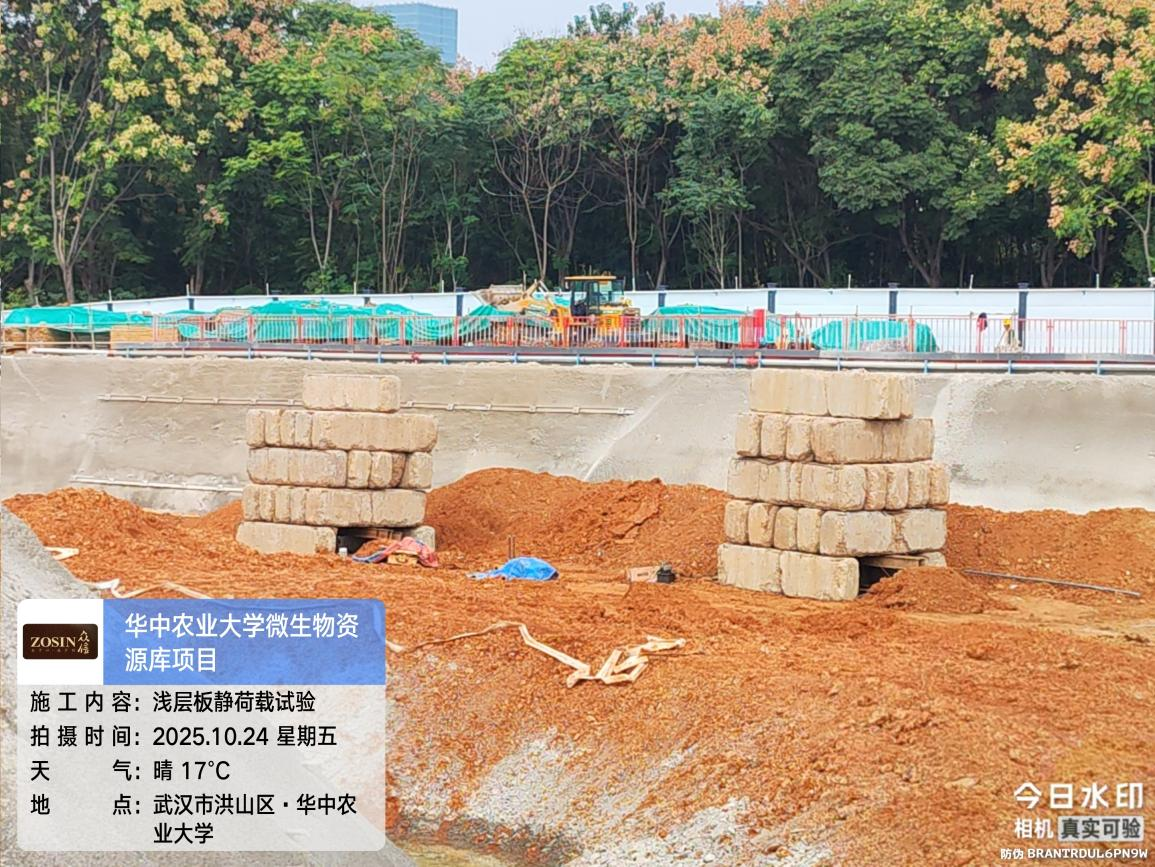 ZOSIN 众信
华中农业大学微生物资
源库项目
施工内容：浅层板静荷载试验
拍摄时间：2025.10.24 星期五
天气：晴 17℃
地点：武汉市洪山区·华中农
业大学
今日水印
相机 真实可验
防伪 BRANTRDUL6PN9W